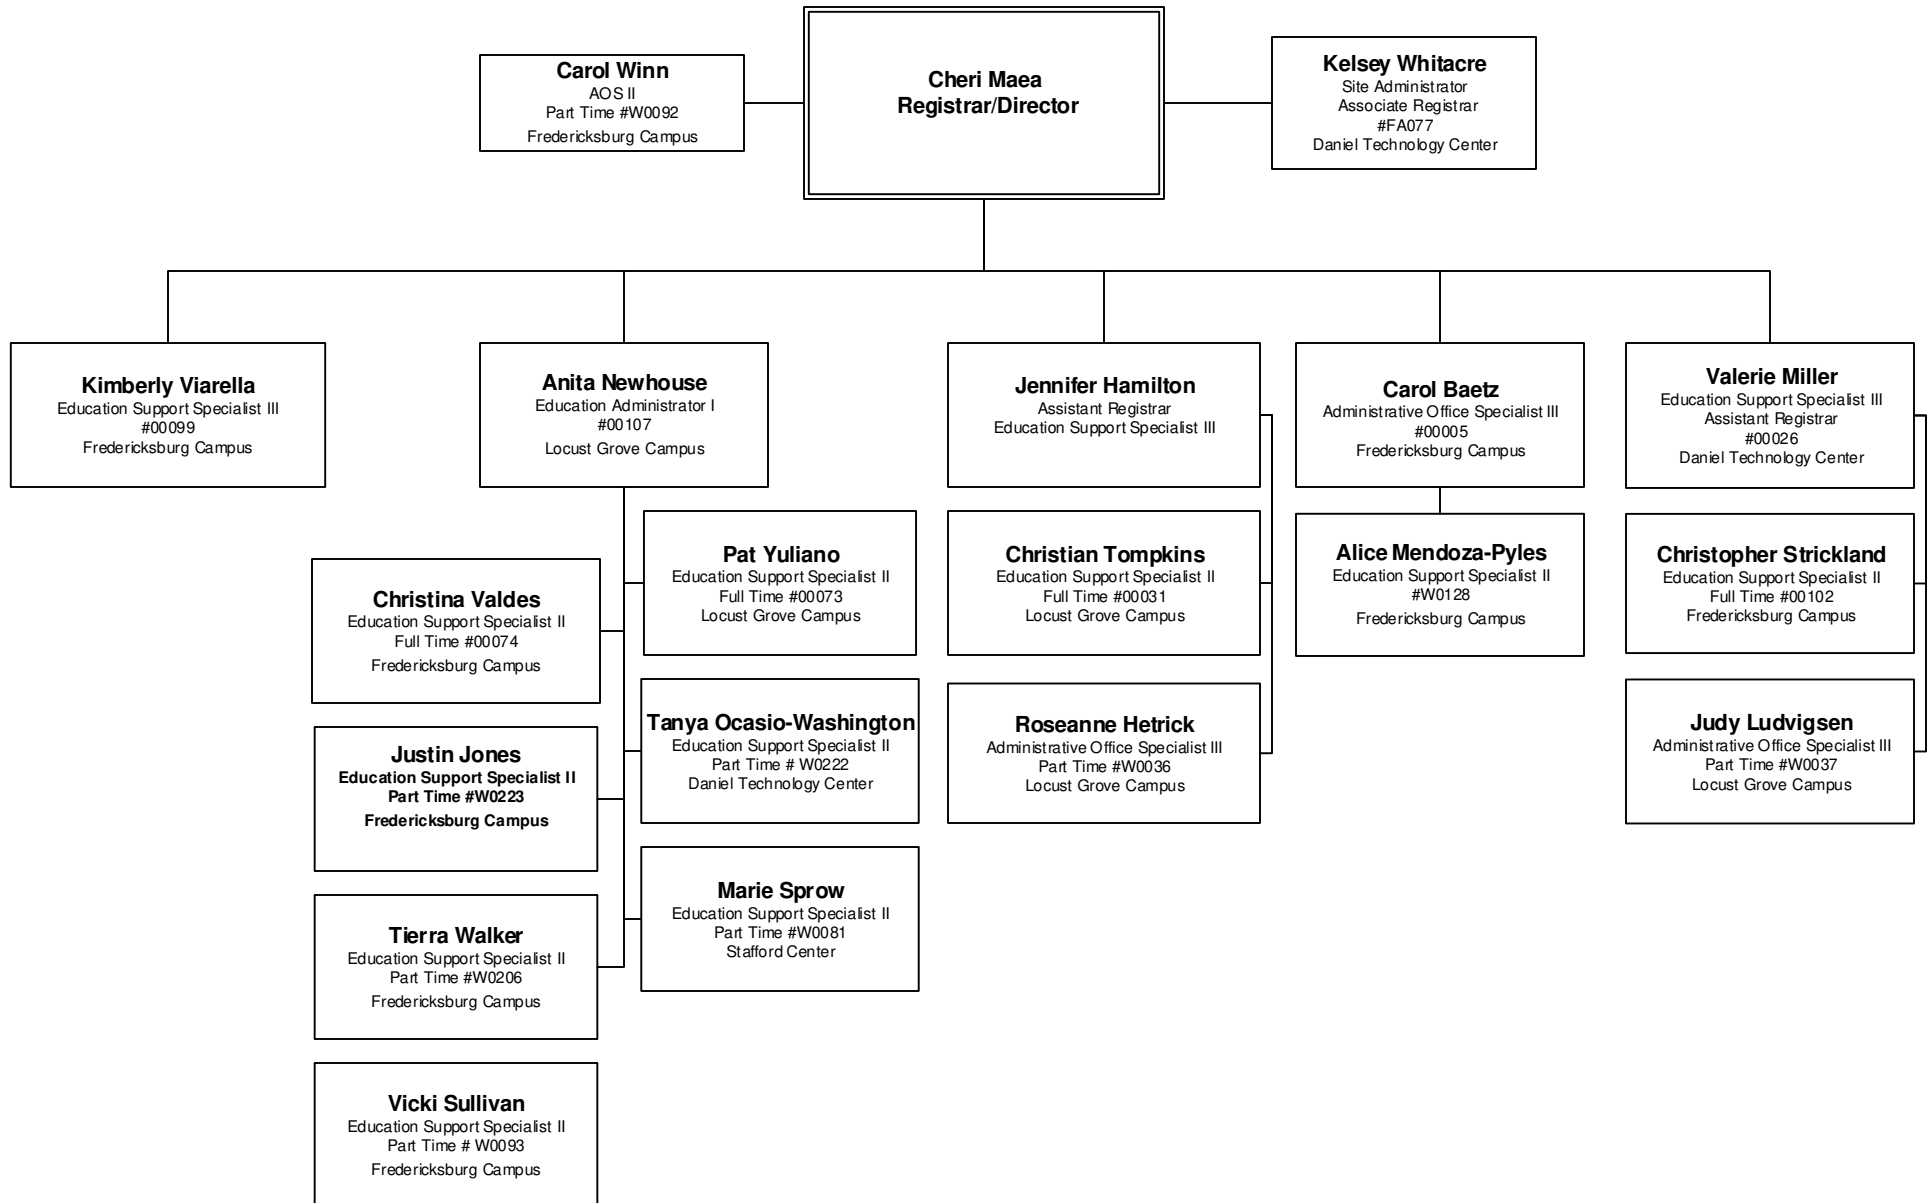 Carol Winn
AOS II
Part Time #W0092
Fredericksburg Campus
Cheri Maea
Registrar/Director
Kelsey Whitacre
Site Administrator
Associate Registrar
#FA077
Daniel Technology Center
Kimberly Viarella
Education Support Specialist III
#00099
Fredericksburg Campus
Anita Newhouse
Education Administrator I
#00107
Locust Grove Campus
Jennifer Hamilton
Assistant Registrar
Education Support Specialist III
Carol Baetz
Administrative Office Specialist III
#00005
Fredericksburg Campus
Valerie Miller
Education Support Specialist III
Assistant Registrar
#00026
Daniel Technology Center
Christina Valdes
Education Support Specialist II
Full Time #00074
Fredericksburg Campus
Pat Yuliano
Education Support Specialist II
Full Time #00073
Locust Grove Campus
Christian Tompkins
Education Support Specialist II
Full Time #00031
Locust Grove Campus
Alice Mendoza-Pyles
Education Support Specialist II
#W0128
Fredericksburg Campus
Christopher Strickland
Education Support Specialist II
Full Time #00102
Fredericksburg Campus
Justin Jones
Education Support Specialist II
Part Time #W0223
Fredericksburg Campus
Tanya Ocasio-Washington
Education Support Specialist II
Part Time # W0222
Daniel Technology Center
Roseanne Hetrick
Administrative Office Specialist III
Part Time #W0036
Locust Grove Campus
Judy Ludvigsen
Administrative Office Specialist III
Part Time #W0037
Locust Grove Campus
Tierra Walker
Education Support Specialist II
Part Time #W0206
Fredericksburg Campus
Marie Sprow
Education Support Specialist II
Part Time #W0081
Stafford Center
Vicki Sullivan
Education Support Specialist II
Part Time # W0093
Fredericksburg Campus